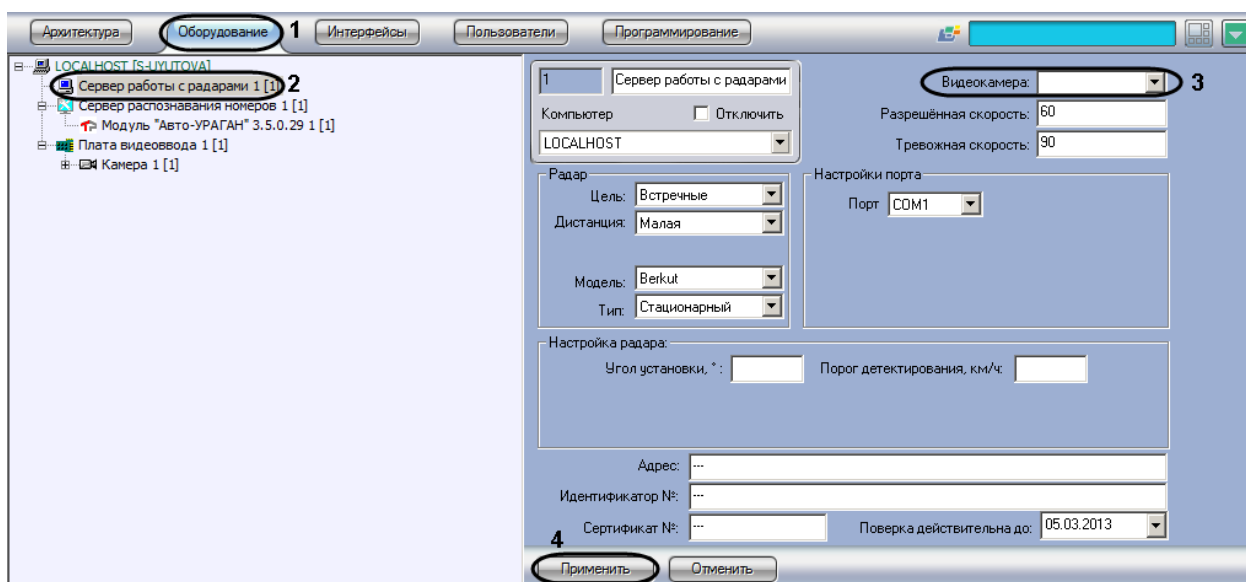 Архитектура Оборудование 1 Интерфейсы Пользователи Программирование
LOCALHOST [S-UYUTOVA]
Сервер работы с радарами 1 [1] 2
Сервер распознавания номеров 1 [1]
Модуль "Авто-УРАГАН" 3.5.0.29 1 [1]
Плата видеоввода 1 [1]
Камера 1 [1]
1 Сервер работы с радарами
Компьютер Отключить
LOCALHOST
Видеокамера: 3
Разрешённая скорость: 60
Тревожная скорость: 90
Радар
Цель: Встречные
Дистанция: Малая
Модель: Berkut
Тип: Стационарный
Настройки порта
Порт COM1
Настройка радара:
Угол установки, ° : Порог детектирования, км/ч:
Адрес: ---
Идентификатор №: ---
Сертификат №: --- Поверка действительна до: 05.03.2013
4
Применить Отменить